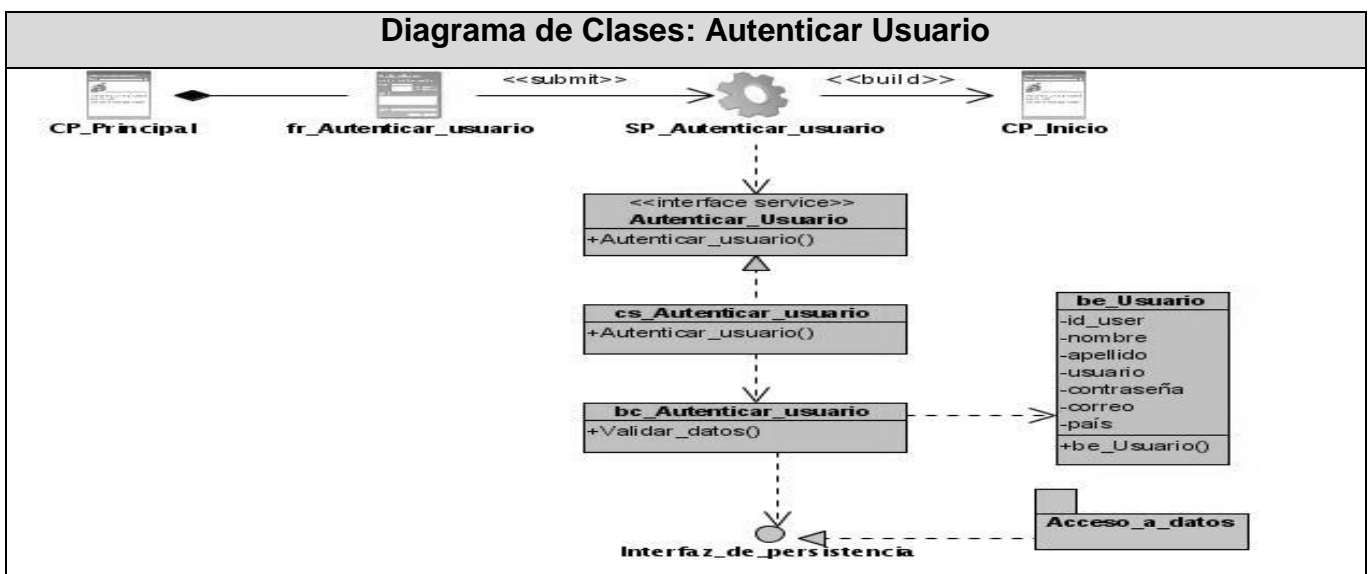 Diagrama de Clases: Autenticar Usuario
<<submit>>
<<build>>
CP_Principal
fr_Autenticar_usuario
SP_Autenticar_usuario
CP_Inicio
<<interface service>>
Autenticar_Usuario
+Autenticar_usuario()
cs_Autenticar_usuario
+Autenticar_usuario()
bc_Autenticar_usuario
+Validar_datos()
be_Usuario
-id_user
-nombre
-apellido
-usuario
-contraseña
-correo
-país
+be_Usuario()
Acceso_a_datos
Interfaz_de_persistencia